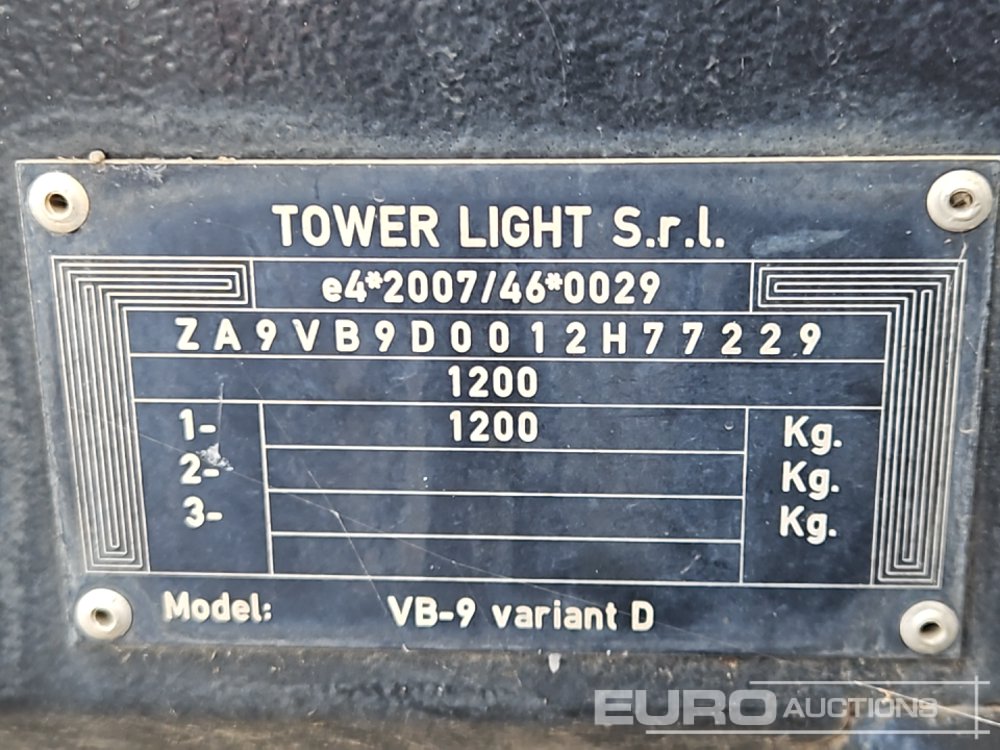 TOWER LIGHT S.r.l.
e4*2007/46*0029
ZA9VB9D0012H77229
1200
1- 1200 Kg.
2- Kg.
3- Kg.
Model: VB-9 variant D
EURO AUCTIONS